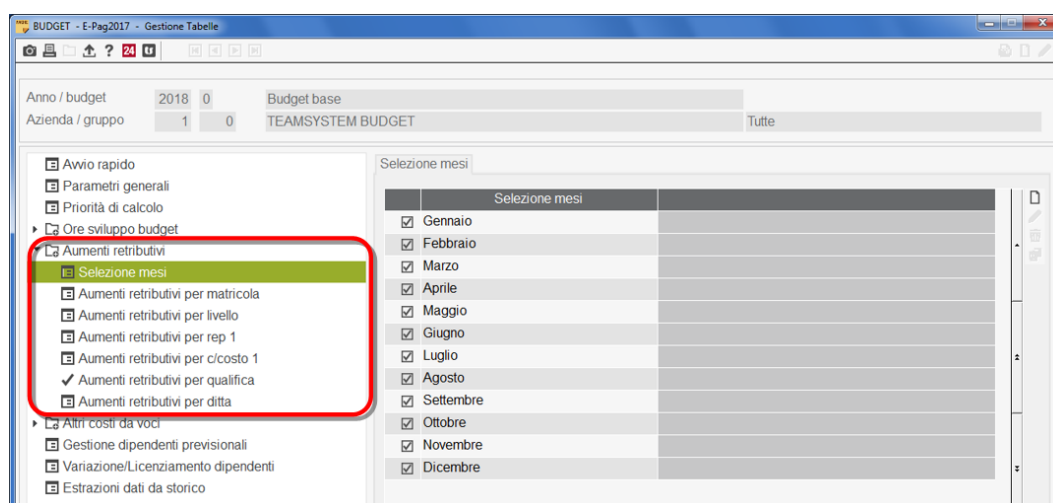 BUDGET - E-Pag2017 - Gestione Tabelle
? 24
Anno / budget 2018 0 Budget base
Azienda / gruppo 1 0 TEAMSYSTEM BUDGET Tutte
Avvio rapido
Parametri generali
Priorità di calcolo
Ore sviluppo budget
Aumenti retributivi
Selezione mesi
Aumenti retributivi per matricola
Aumenti retributivi per livello
Aumenti retributivi per rep 1
Aumenti retributivi per c/costo 1
Aumenti retributivi per qualifica
Aumenti retributivi per ditta
Altri costi da voci
Gestione dipendenti previsionali
Variazione/Licenziamento dipendenti
Estrazioni dati da storico
Selezione mesi
Selezione mesi
Gennaio
Febbraio
Marzo
Aprile
Maggio
Giugno
Luglio
Agosto
Settembre
Ottobre
Novembre
Dicembre